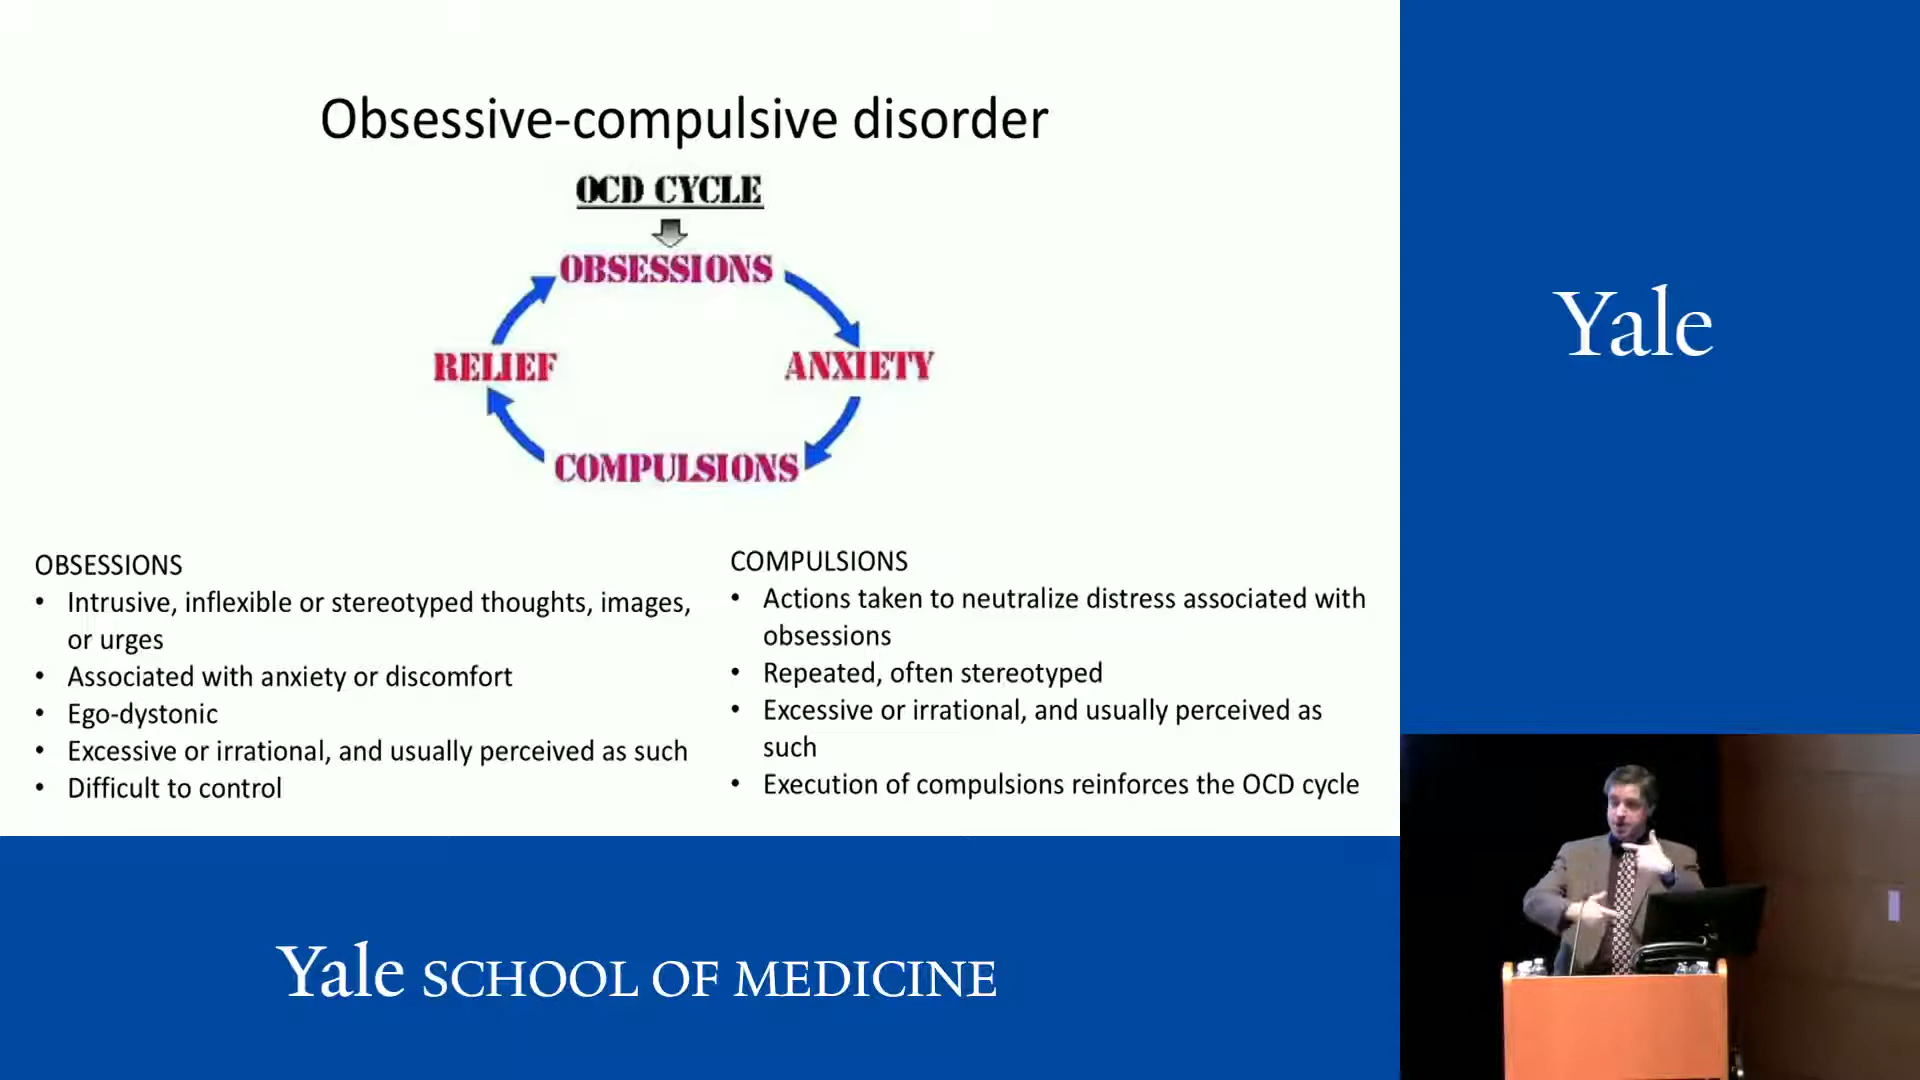 Obsessive-compulsive disorder
OCD CYCLE
OBSESSIONS
RELIEF
ANXIETY
COMPULSIONS
OBSESSIONS
• Intrusive, inflexible or stereotyped thoughts, images,
or urges
• Associated with anxiety or discomfort
• Ego-dystonic
• Excessive or irrational, and usually perceived as such
• Difficult to control
COMPULSIONS
• Actions taken to neutralize distress associated with
obsessions
• Repeated, often stereotyped
• Excessive or irrational, and usually perceived as
such
• Execution of compulsions reinforces the OCD cycle
Yale
Yale SCHOOL OF MEDICINE